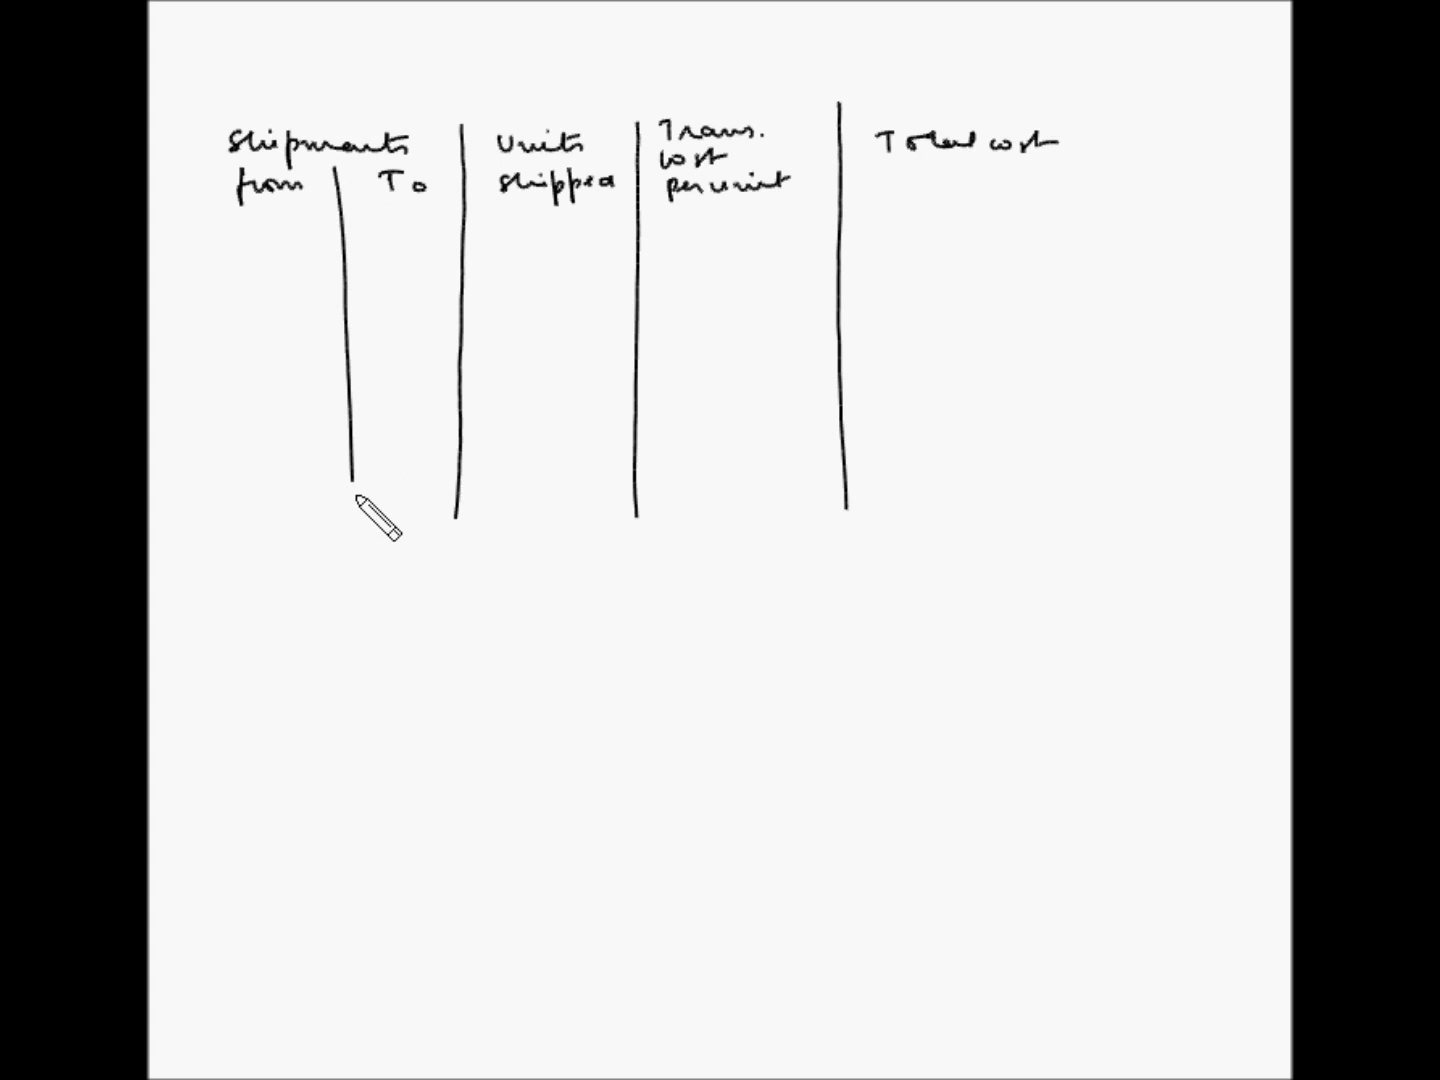 Shipments
from To
Units
shipped
Trans.
cost
per unit
Total cost